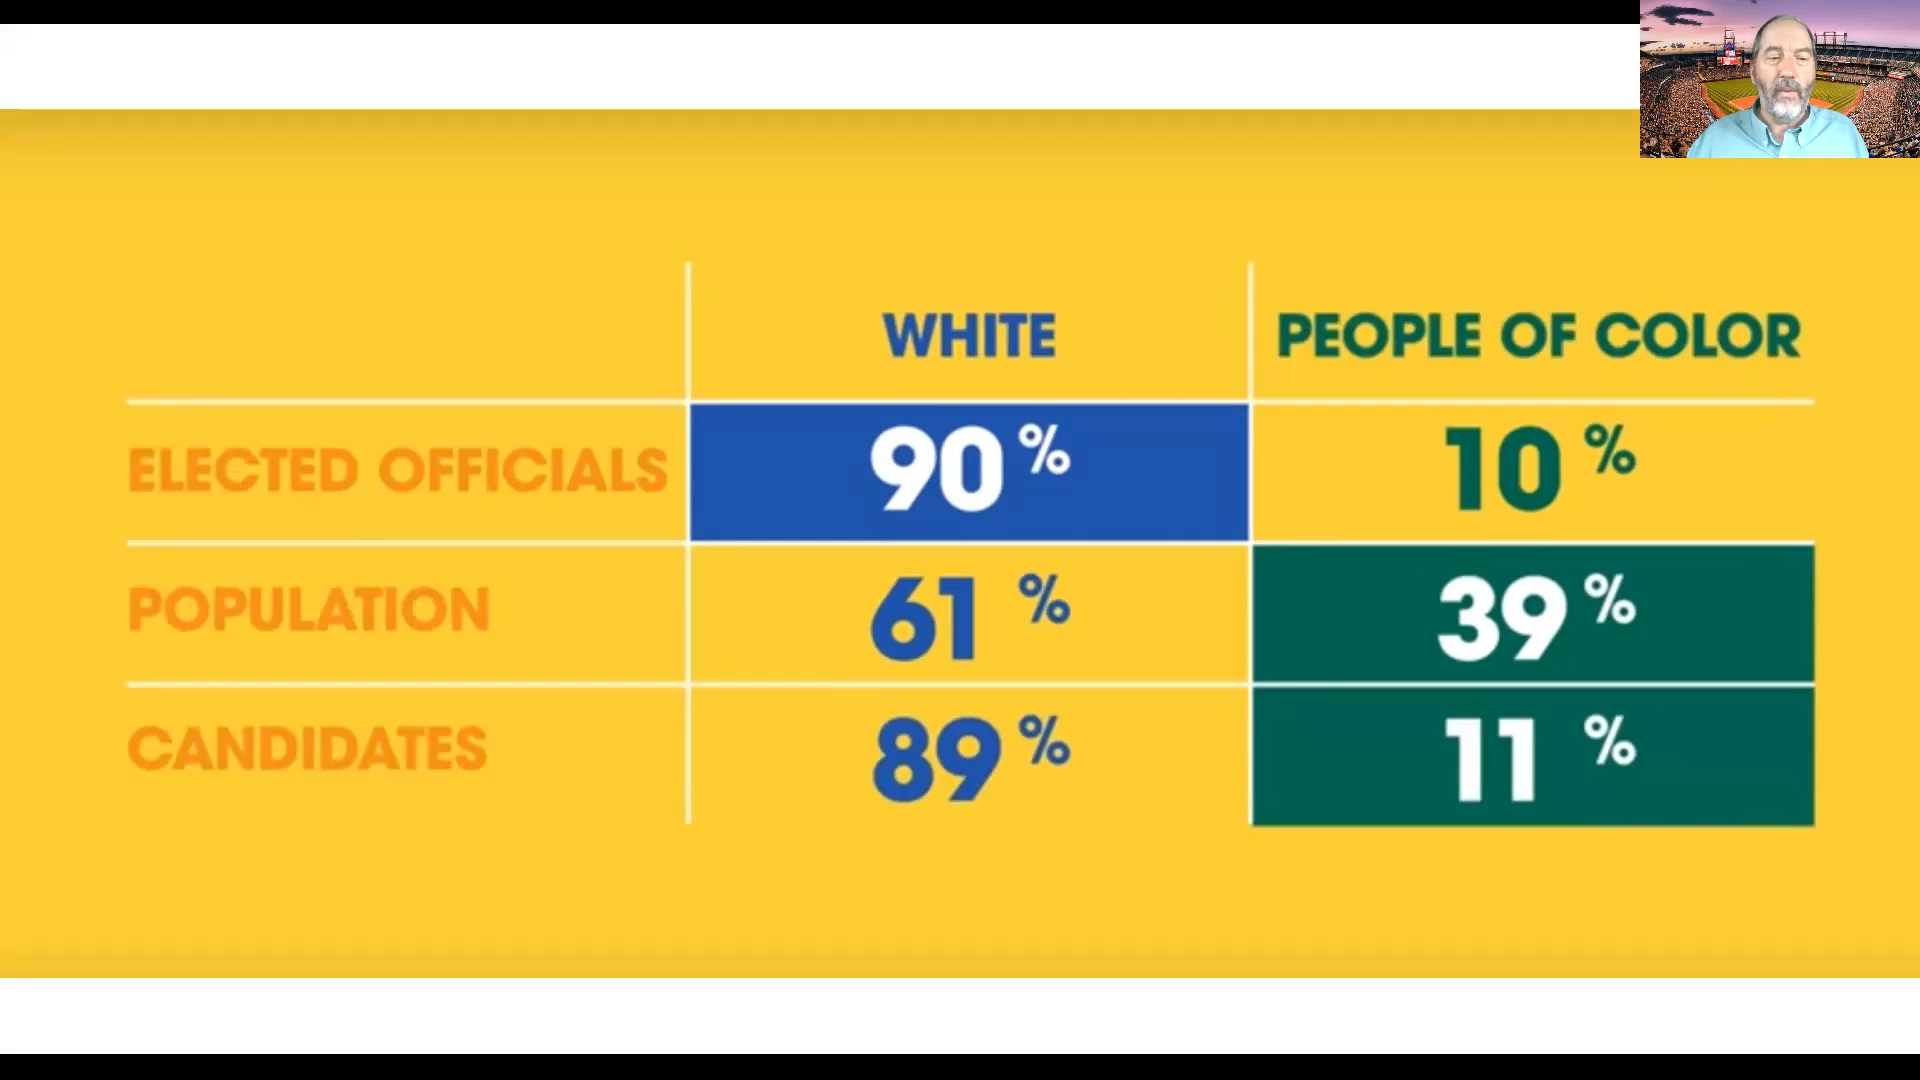 WHITE PEOPLE OF COLOR
ELECTED OFFICIALS 90% 10%
POPULATION 61% 39%
CANDIDATES 89% 11%